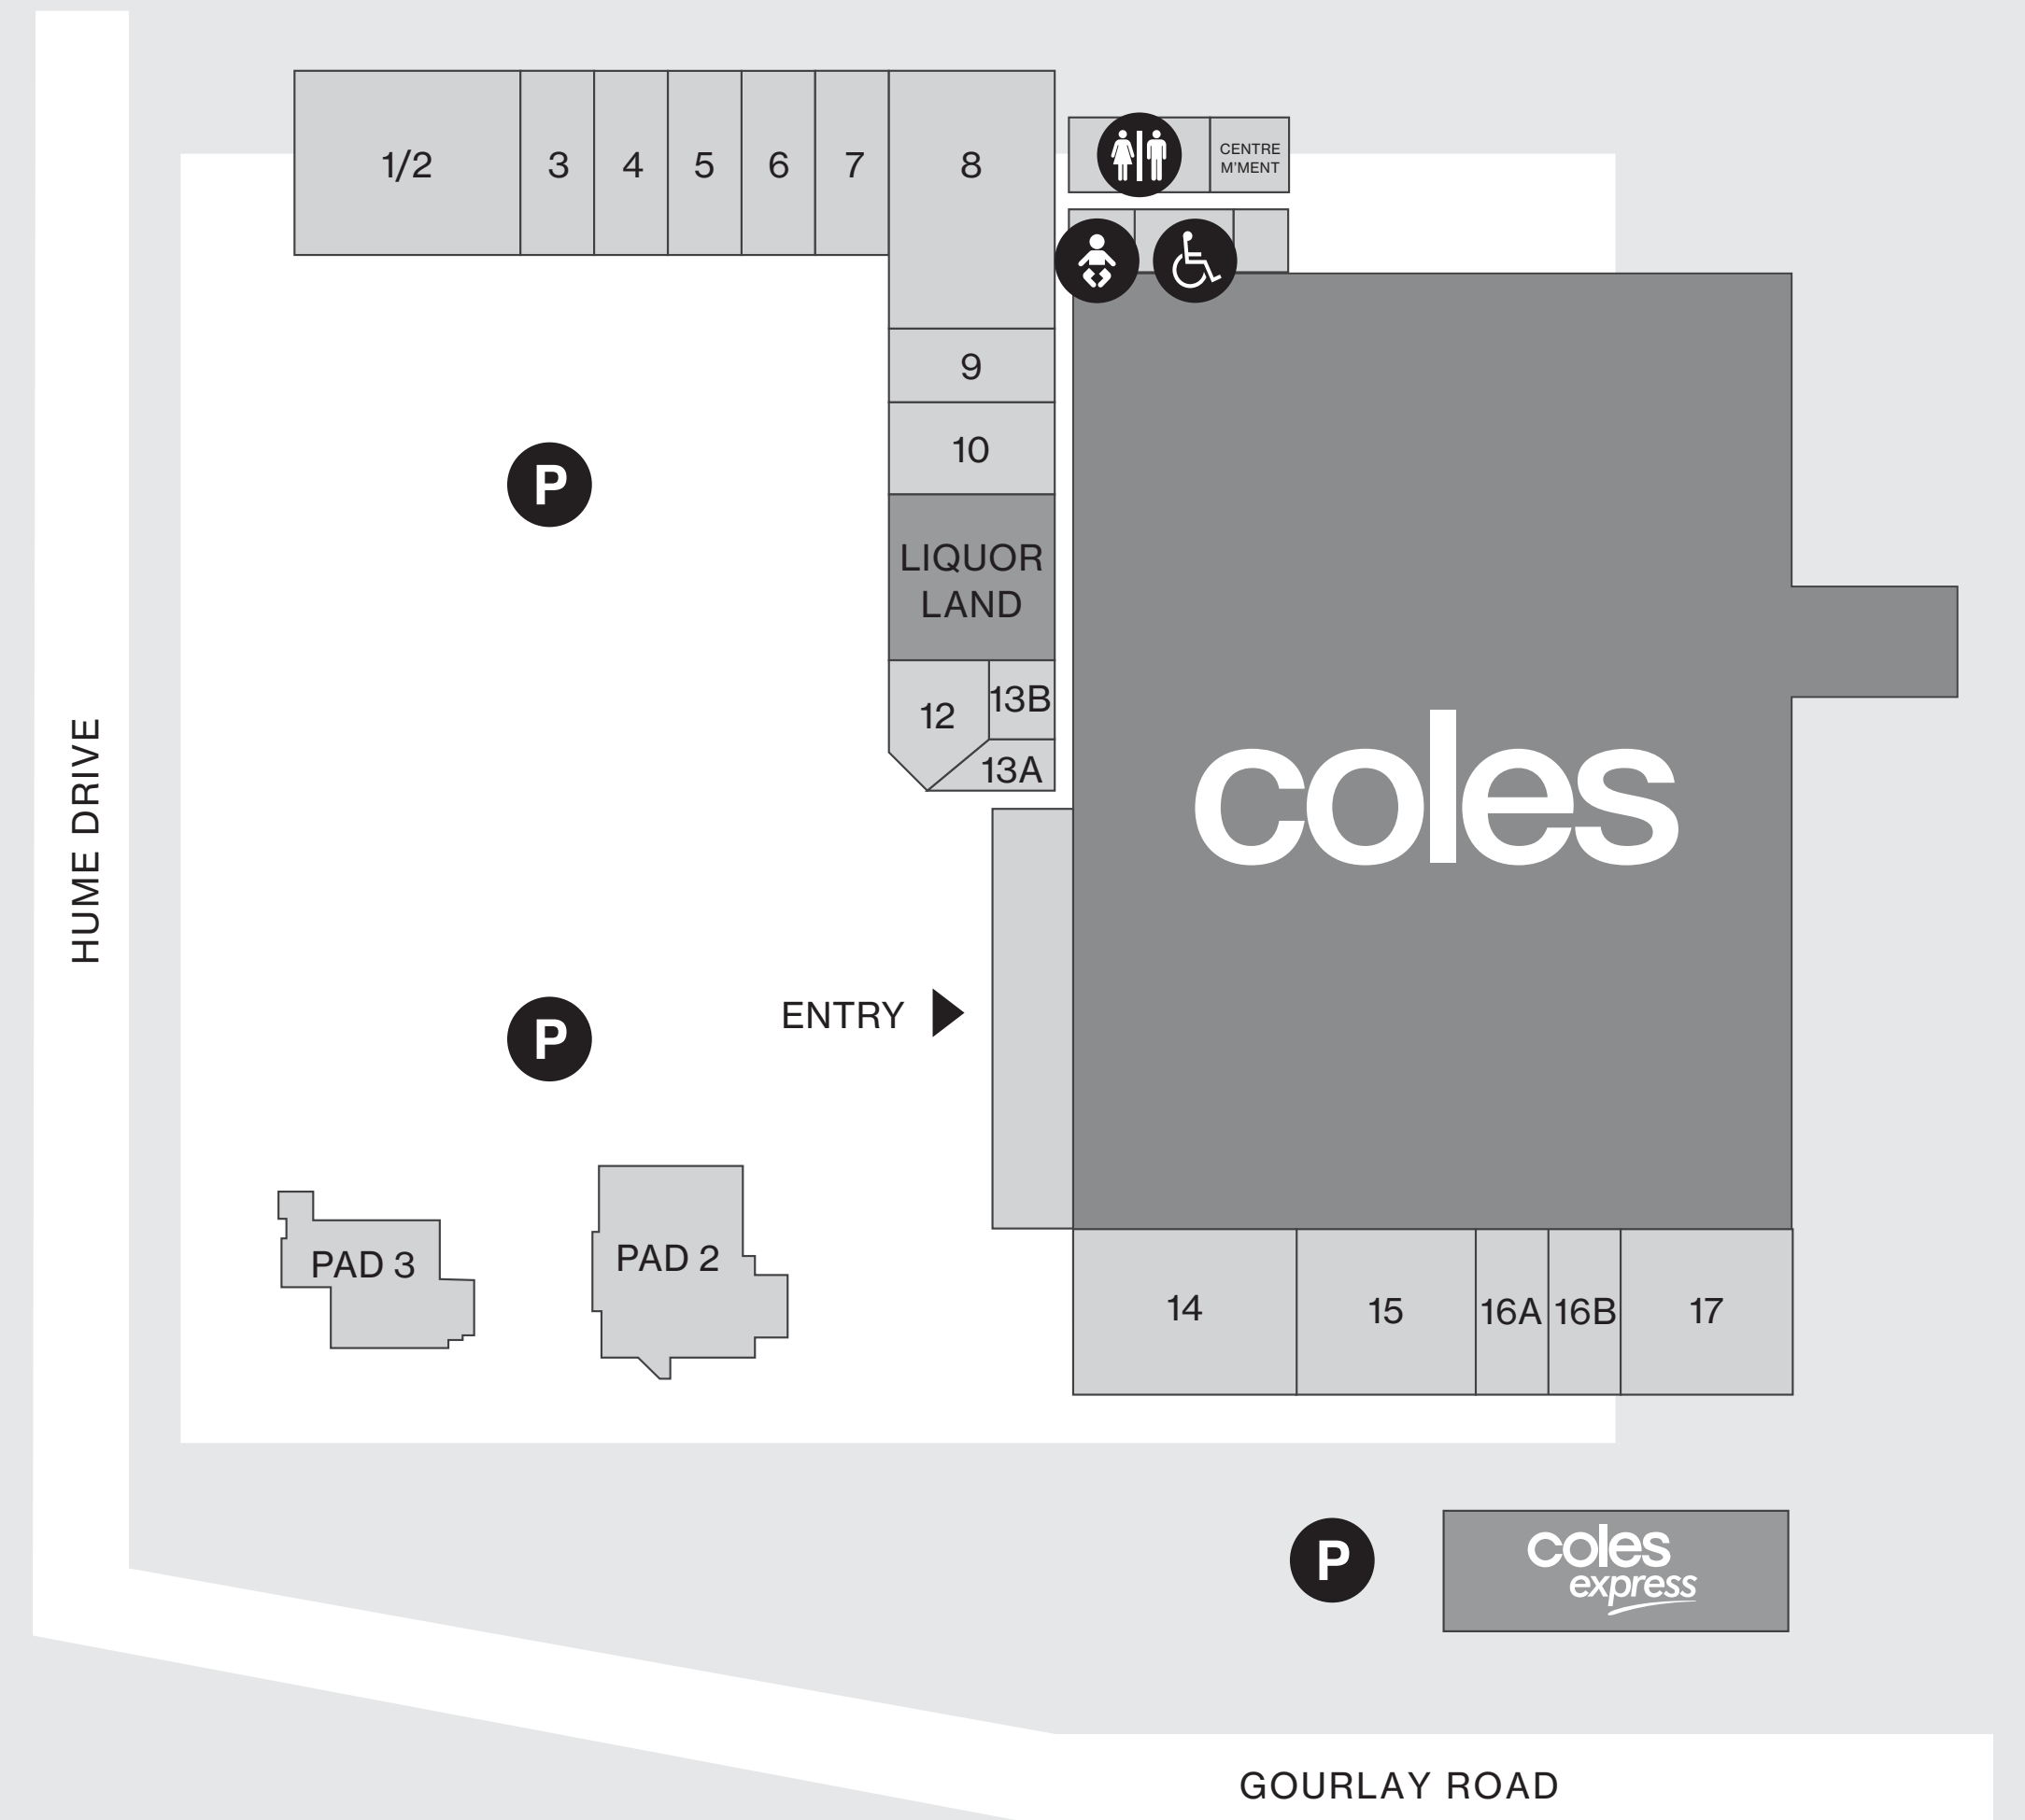 1/2
3
4
5
6
7
8
CENTRE
M'MENT
9
10
P
LIQUOR
LAND
12
13B
13A
coles
HUME DRIVE
ENTRY
P
PAD 3
PAD 2
14
15
16A
16B
17
P
coles
express
GOURLAY ROAD